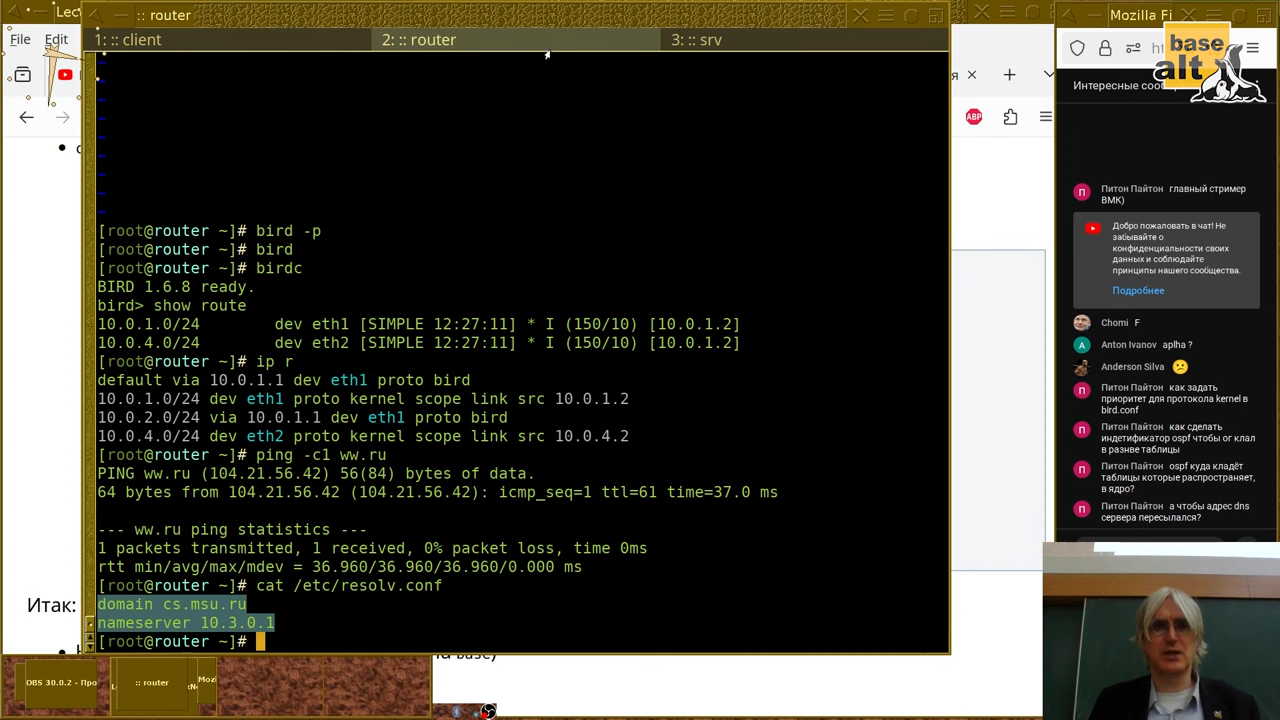 Lec
:: router
Mozilla Fi
File
Edit
1: :: client
2: :: router
3: :: srv
base
alt
ABP
я
[root@router ~]# bird -p
[root@router ~]# bird
[root@router ~]# birdc
BIRD 1.6.8 ready.
bird> show route
10.0.1.0/24        dev eth1 [SIMPLE 12:27:11] * I (150/10) [10.0.1.2]
10.0.4.0/24        dev eth2 [SIMPLE 12:27:11] * I (150/10) [10.0.1.2]
[root@router ~]# ip r
default via 10.0.1.1 dev eth1 proto bird
10.0.1.0/24 dev eth1 proto kernel scope link src 10.0.1.2
10.0.2.0/24 via 10.0.1.1 dev eth1 proto bird
10.0.4.0/24 dev eth2 proto kernel scope link src 10.0.4.2
[root@router ~]# ping -c1 ww.ru
PING ww.ru (104.21.56.42) 56(84) bytes of data.
64 bytes from 104.21.56.42 (104.21.56.42): icmp_seq=1 ttl=61 time=37.0 ms
--- ww.ru ping statistics ---
1 packets transmitted, 1 received, 0% packet loss, time 0ms
rtt min/avg/max/mdev = 36.960/36.960/36.960/0.000 ms
[root@router ~]# cat /etc/resolv.conf
domain cs.msu.ru
nameserver 10.3.0.1
[root@router ~]#
Итак:
Интересные сооб
Питон Пайтон главный стример
ВМК)
Добро пожаловать в чат! Не
забывайте о
конфиденциальности своих
данных и соблюдайте
принципы нашего сообщества.
Подробнее
Chomi F
Anton Ivanov aplha ?
Anderson Silva 😕
Питон Пайтон как задать
приоритет для протокола kernel в
bird.conf
Питон Пайтон как сделать
индетификатор ospf чтобы ог клал
в разнве таблицы
Питон Пайтон ospf куда кладёт
таблицы которые распространяет,
в ядро?
Питон Пайтон а чтобы адрес dns
сервера пересылался?
OBS 30.0.2 - Про
:: router
Mozi
base)